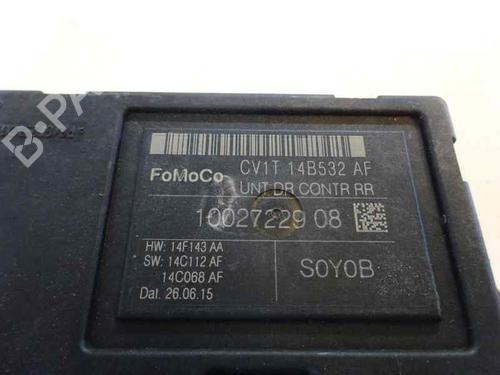 B-PA
FoMoCo
CV1T 14B532 AF
UNT DR CONTR RR
10027229 08
HW: 14F143 AA
SW: 14C112 AF
14C068 AF
Dat. 26.06.15
S0Y0B